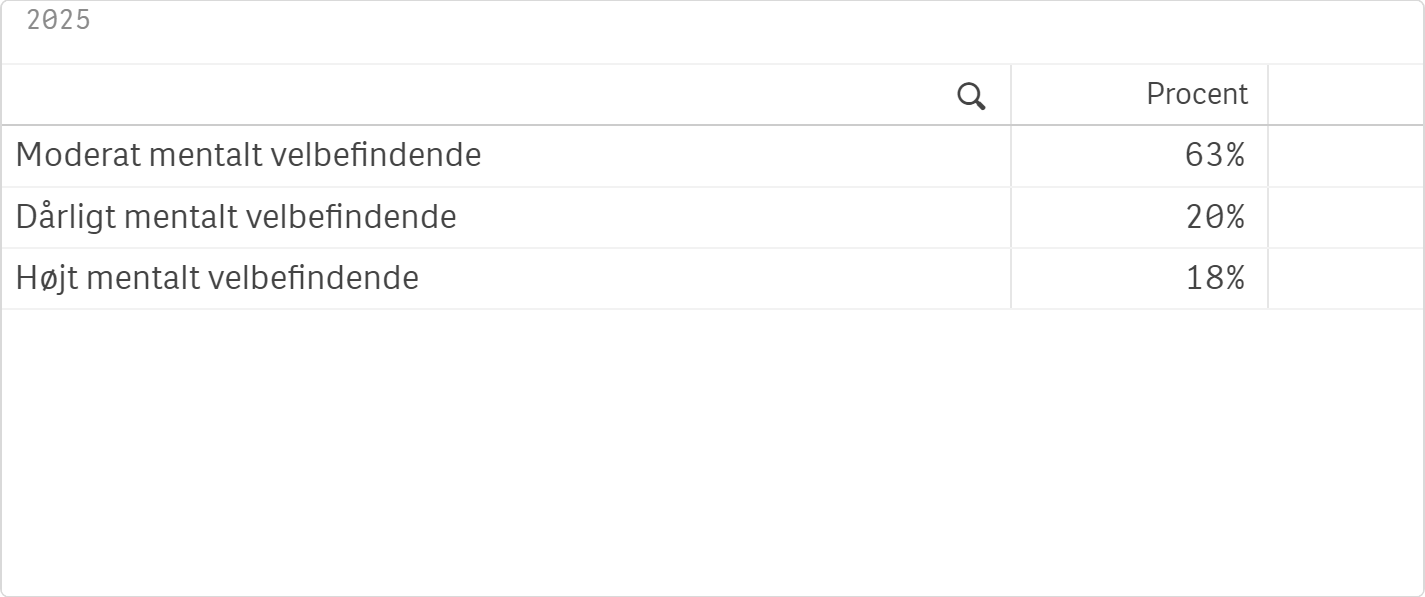 2025
Procent
Moderat mentalt velbefindende 63%
Dårligt mentalt velbefindende 20%
Højt mentalt velbefindende 18%